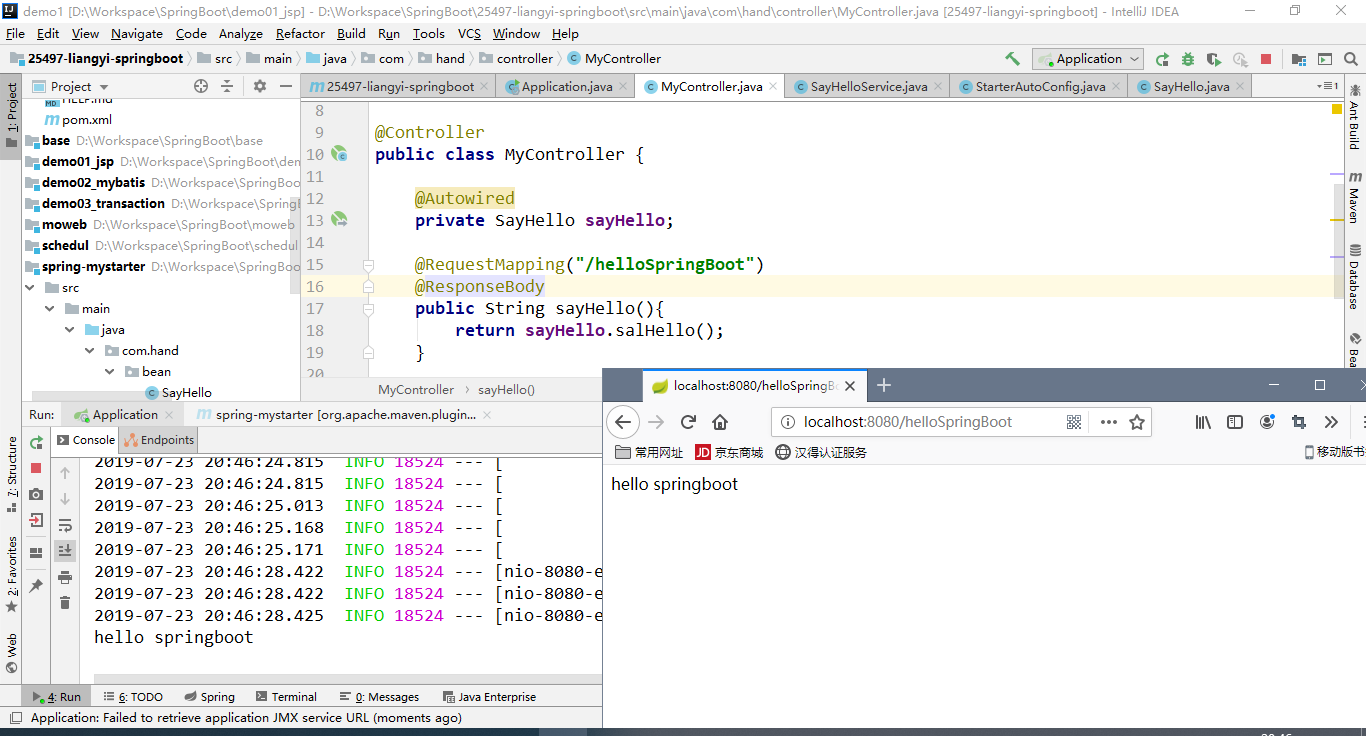 demo1 [D:\Workspace\SpringBoot\demo01_jsp] - D:\Workspace\SpringBoot\25497-liangyi-springboot\src\main\java\com\hand\controller\MyController.java [25497-liangyi-springboot] - IntelliJ IDEA
File Edit View Navigate Code Analyze Refactor Build Run Tools VCS Window Help
25497-liangyi-springboot src main java com hand controller MyController Application
Project 25497-liangyi-springboot Application.java MyController.java SayHelloService.java StarterAutoConfig.java SayHello.java 1
1: Project
HELP.md
pom.xml
base D:\Workspace\SpringBoot\base
demo01_jsp D:\Workspace\SpringBoot\den
demo02_mybatis D:\Workspace\SpringBoo
demo03_transaction D:\Workspace\Spring
moweb D:\Workspace\SpringBoot\moweb
schedul D:\Workspace\SpringBoot\schedul
spring-mystarter D:\Workspace\SpringBoo
src
main
java
com.hand
bean
SayHello
8
9 @Controller
10 public class MyController {
11
12 @Autowired
13 private SayHello sayHello;
14
15 @RequestMapping("/helloSpringBoot")
16 @ResponseBody
17 public String sayHello(){
18 return sayHello.salHello();
19 }
20
MyController › sayHello()
Ant Build
Maven
Database
Bea
Run: Application spring-mystarter [org.apache.maven.plugin...
Console Endpoints
7: Structure
2: Favorites
Web
2019-07-23 20:46:24.815 INFO 18524 --- [
2019-07-23 20:46:24.815 INFO 18524 --- [
2019-07-23 20:46:25.013 INFO 18524 --- [
2019-07-23 20:46:25.168 INFO 18524 --- [
2019-07-23 20:46:25.171 INFO 18524 --- [
2019-07-23 20:46:28.422 INFO 18524 --- [nio-8080-e
2019-07-23 20:46:28.422 INFO 18524 --- [nio-8080-e
2019-07-23 20:46:28.425 INFO 18524 --- [nio-8080-e
hello springboot
localhost:8080/helloSpringB
localhost:8080/helloSpringBoot
常用网址 JD 京东商城 汉得认证服务 移动版书
hello springboot
4: Run 6: TODO Spring Terminal 0: Messages Java Enterprise
Application: Failed to retrieve application JMX service URL (moments ago)